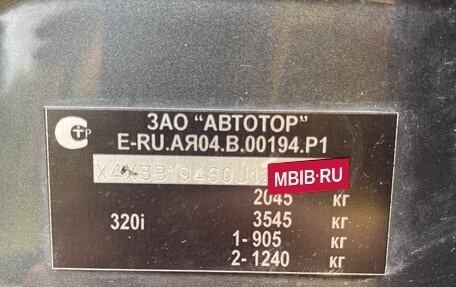 ЗАО "АВТОТОР"
E-RU.АЯ04.B.00194.P1
MBIB.RU
2045 кг
320i 3545 кг
1- 905 кг
2- 1240 кг